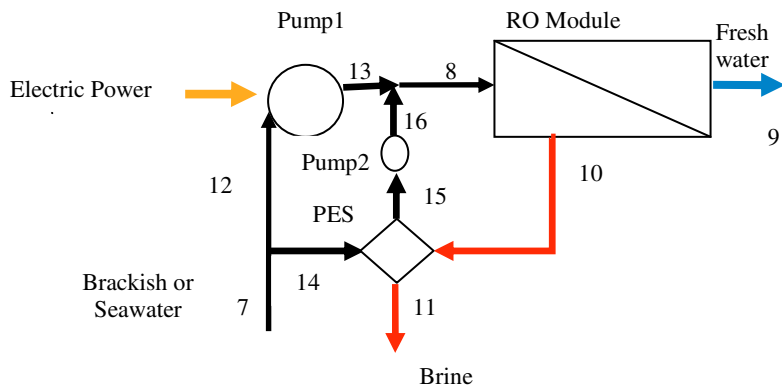 Pump1
RO Module
Fresh
water
13
8
Electric Power
16
9
Pump2
10
12
15
PES
Brackish or
Seawater
14
7
11
Brine